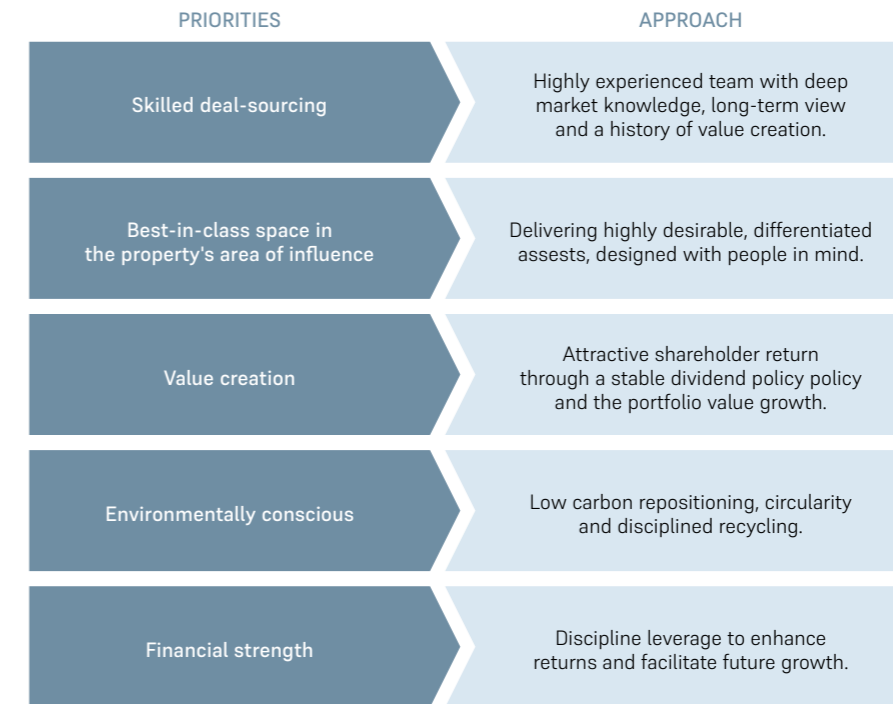 PRIORITIES
APPROACH
Skilled deal-sourcing
Highly experienced team with deep
market knowledge, long-term view
and a history of value creation.
Best-in-class space in
the property's area of influence
Delivering highly desirable, differentiated
assests, designed with people in mind.
Value creation
Attractive shareholder return
through a stable dividend policy policy
and the portfolio value growth.
Environmentally conscious
Low carbon repositioning, circularity
and disciplined recycling.
Financial strength
Discipline leverage to enhance
returns and facilitate future growth.